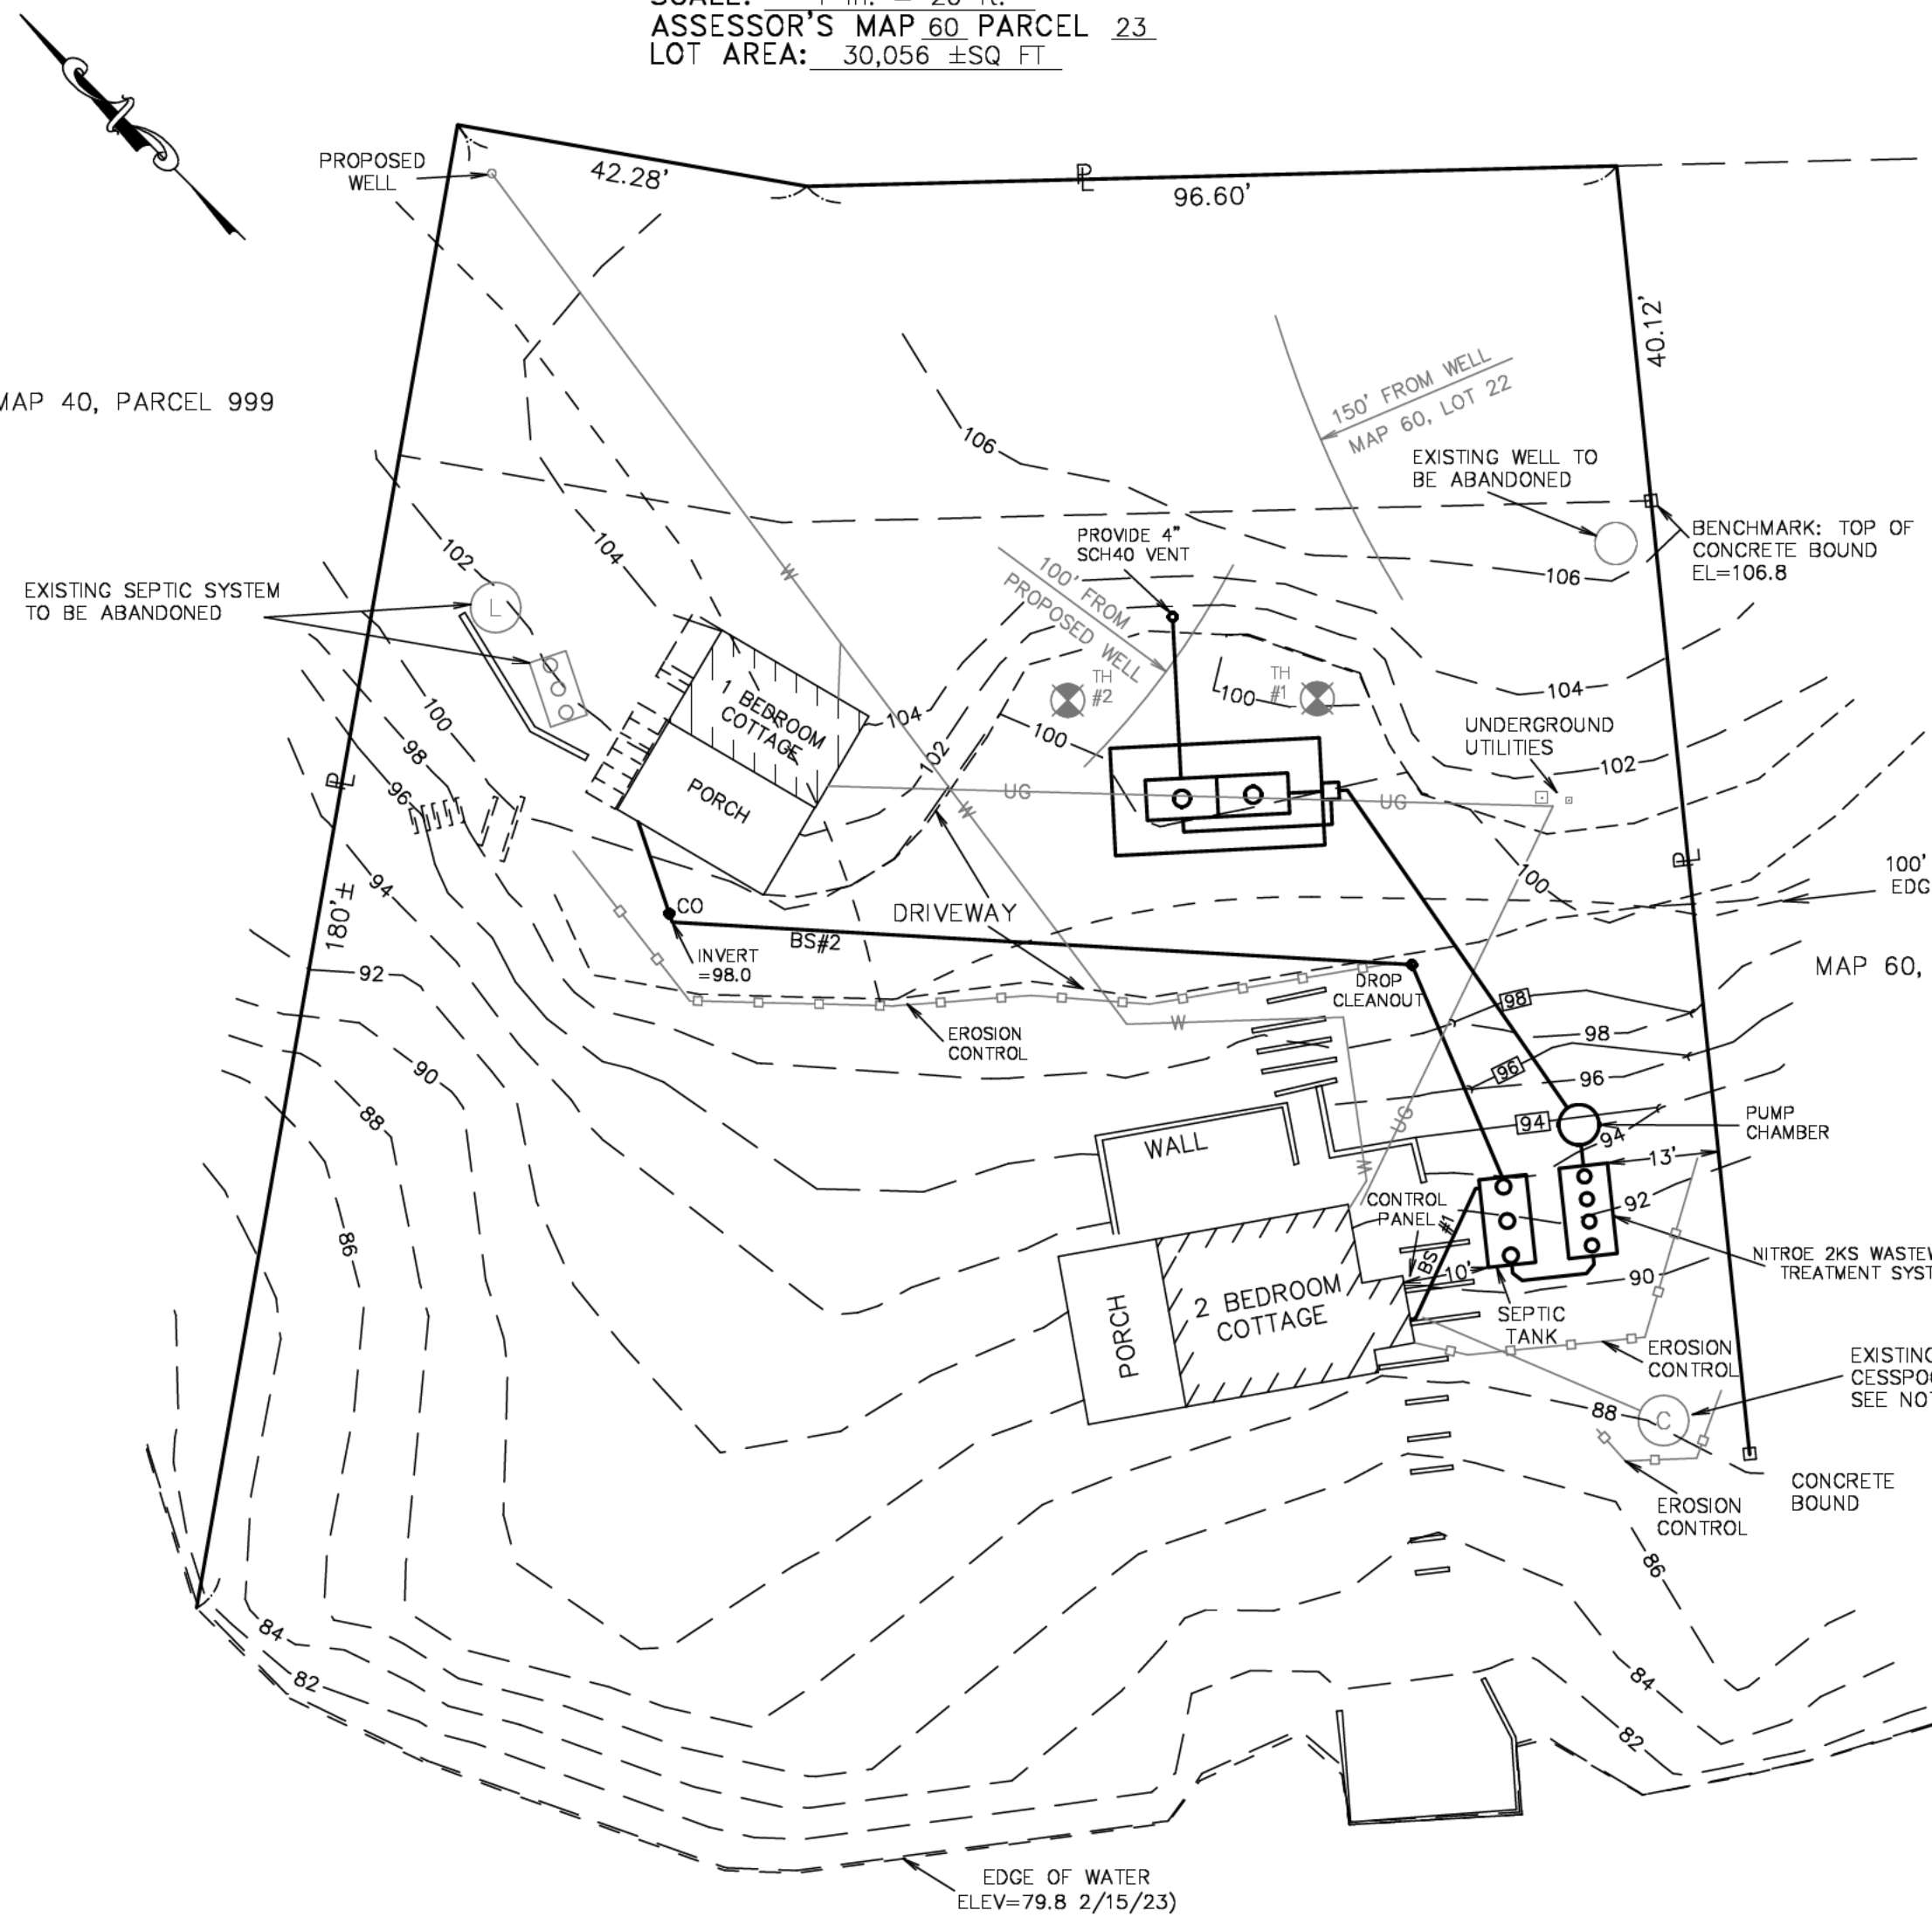 ASSESSOR'S MAP 60 PARCEL 23
LOT AREA: 30,056 ±SQ FT
PROPOSED
WELL
42.28'
PL
96.60'
40.12'
MAP 40, PARCEL 999
150' FROM WELL
MAP 60, LOT 22
106
EXISTING WELL TO
BE ABANDONED
BENCHMARK: TOP OF
CONCRETE BOUND
EL=106.8
PROVIDE 4"
SCH40 VENT
100' FROM
PROPOSED WELL
106
104
102
EXISTING SEPTIC SYSTEM
TO BE ABANDONED
L
W
TH
#2
TH
#1
100
104
1 BEDROOM
COTTAGE
PORCH
104
102
100
UNDERGROUND
UTILITIES
102
100
98
96
PL
UG
UG
W
PL
100
100'
94
180'±
CO
BS#2
INVERT
=98.0
DRIVEWAY
92
DROP
CLEANOUT
MAP 60,
98
98
EROSION
CONTROL
W
90
96
96
88
UG
94
94
PUMP
CHAMBER
WALL
W
13'
CONTROL
PANEL
92
86
BS #1
10'
NITROE 2KS
90
2 BEDROOM
COTTAGE
PORCH
SEPTIC
TANK
EROSION
CONTROL
88
C
SEE
CONCRETE
BOUND
EROSION
CONTROL
86
84
82
84
82
EDGE OF WATER
ELEV=79.8 2/15/23)